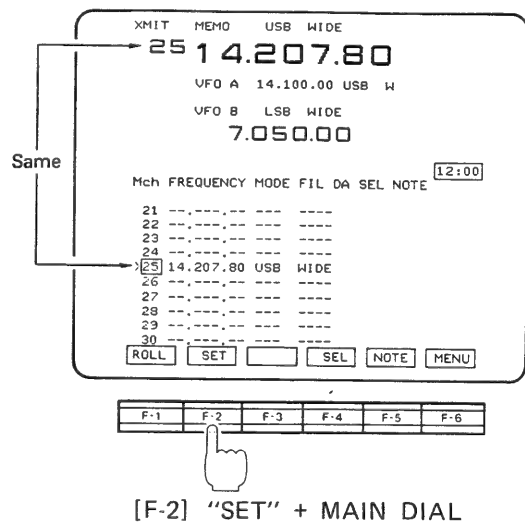 XMIT MEMO USB WIDE
25 14.207.80
VFO A 14.100.00 USB W
VFO B LSB WIDE
7.050.00
Same
12:00
Mch FREQUENCY MODE FIL DA SEL NOTE
21 --.---.-- --- ----
22 --.---.-- --- ----
23 --.---.-- --- ----
24 --.---.-- --- ----
>25 14.207.80 USB WIDE
26 --.---.-- --- ----
27 --.---.-- --- ----
28 --.---.-- --- ----
29 --.---.-- --- ----
30 --.---.-- --- ----
ROLL SET SEL NOTE MENU
F-1 F-2 F-3 F-4 F-5 F-6
[F-2] "SET" + MAIN DIAL